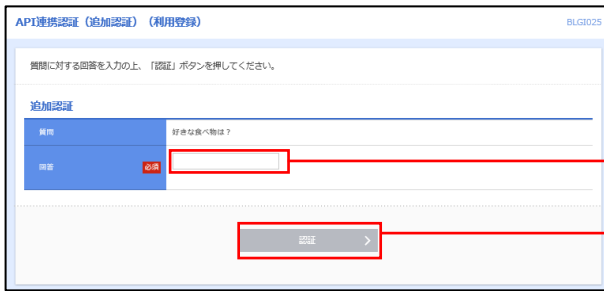 API連携認証（追加認証）（利用登録）
BLGI025
質問に対する回答を入力の上、「認証」ボタンを押してください。
追加認証
質問
好きな食べ物は？
回答
必須
認証